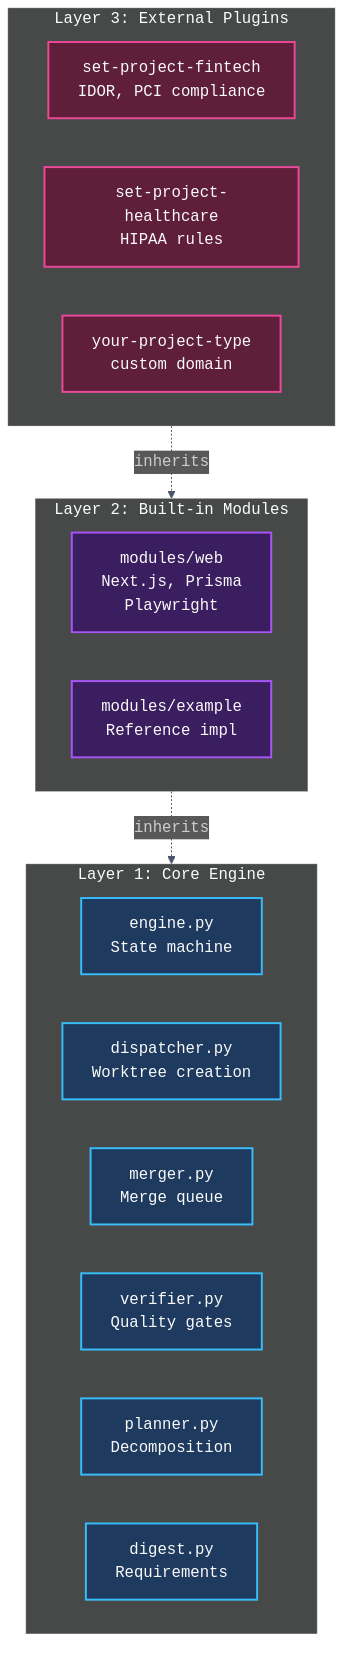 Layer 3: External Plugins
set-project-fintech
IDOR, PCI compliance
set-project-
healthcare
HIPAA rules
your-project-type
custom domain
inherits
Layer 2: Built-in Modules
modules/web
Next.js, Prisma
Playwright
modules/example
Reference impl
inherits
Layer 1: Core Engine
engine.py
State machine
dispatcher.py
Worktree creation
merger.py
Merge queue
verifier.py
Quality gates
planner.py
Decomposition
digest.py
Requirements